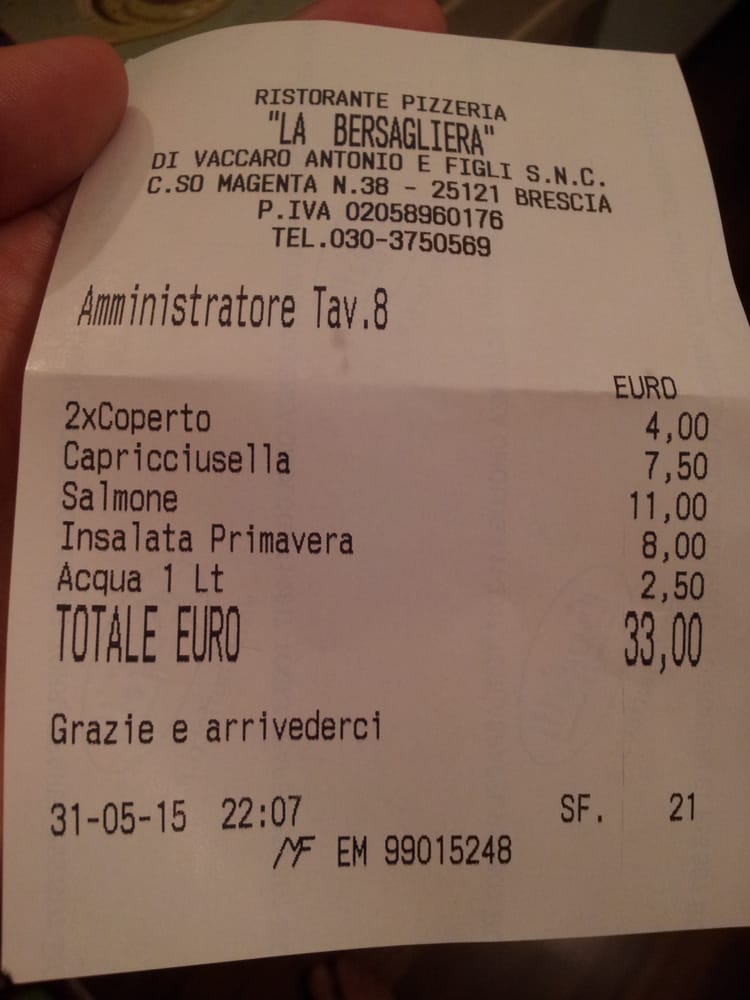 RISTORANTE PIZZERIA
"LA BERSAGLIERA"
DI VACCARO ANTONIO E FIGLI S.N.C.
C.SO MAGENTA N.38 - 25121 BRESCIA
P.IVA 02058960176
TEL.030-3750569
Amministratore Tav.8
EURO
2xCoperto 4,00
Capricciusella 7,50
Salmone 11,00
Insalata Primavera 8,00
Acqua 1 Lt 2,50
TOTALE EURO 33,00
Grazie e arrivederci
31-05-15 22:07 SF. 21
MF EM 99015248